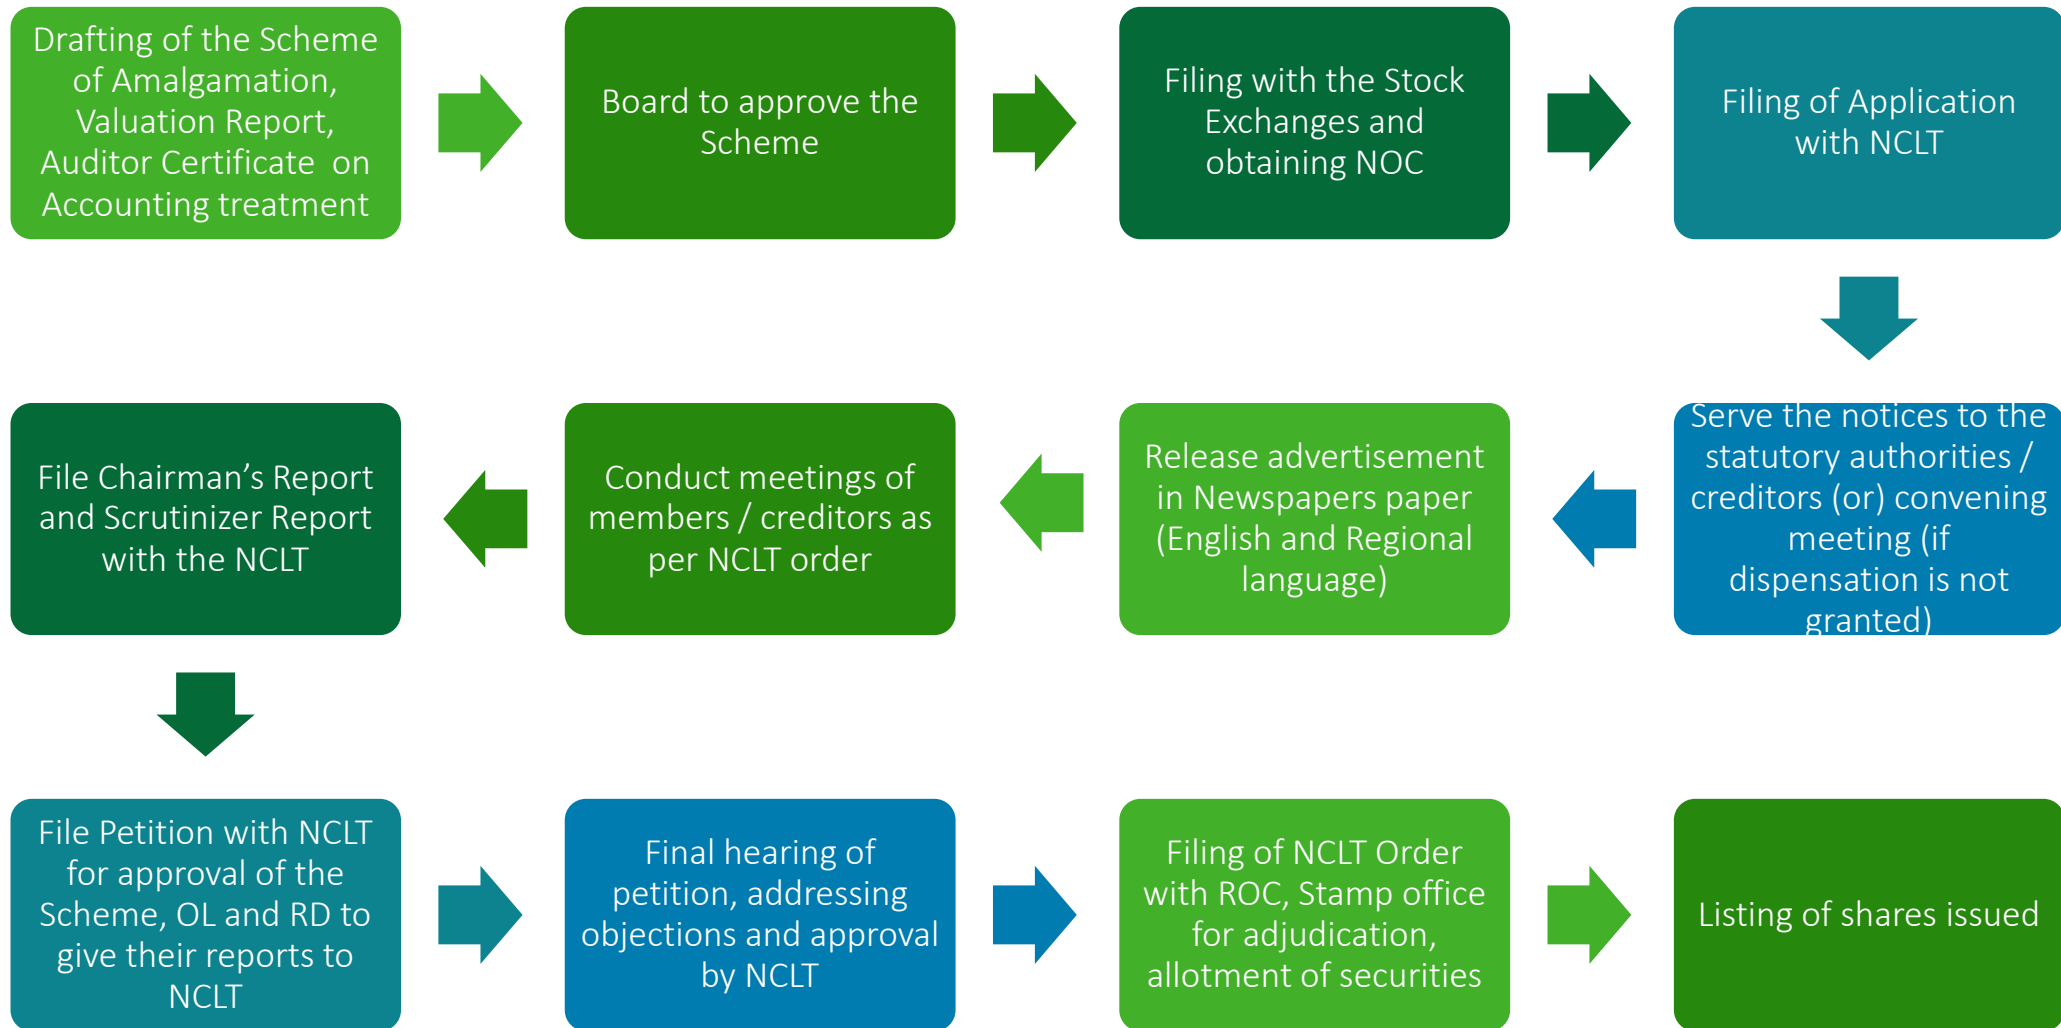 Drafting of the Scheme
of Amalgamation,
Valuation Report,
Auditor Certificate on
Accounting treatment
Board to approve the
Scheme
Filing with the Stock
Exchanges and
obtaining NOC
Filing of Application
with NCLT
Serve the notices to the
statutory authorities /
creditors (or) convening
meeting (if
dispensation is not
granted)
Release advertisement
in Newspapers paper
(English and Regional
language)
Conduct meetings of
members / creditors as
per NCLT order
File Chairman’s Report
and Scrutinizer Report
with the NCLT
File Petition with NCLT
for approval of the
Scheme, OL and RD to
give their reports to
NCLT
Final hearing of
petition, addressing
objections and approval
by NCLT
Filing of NCLT Order
with ROC, Stamp office
for adjudication,
allotment of securities
Listing of shares issued